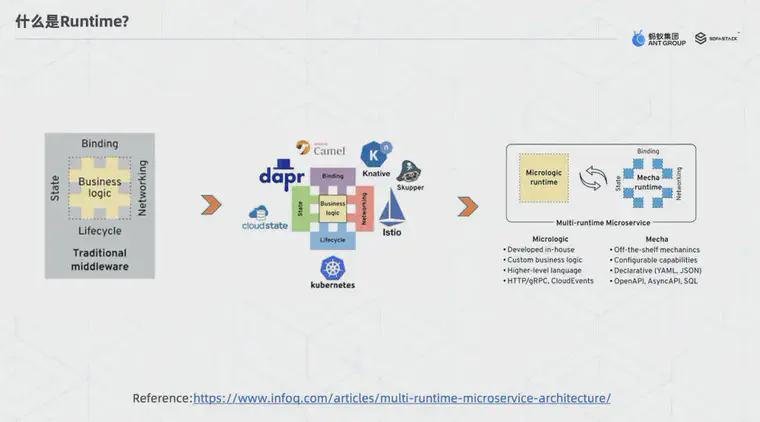 什么是Runtime?
蚂蚁集团
ANT GROUP
SOFASTACK
Binding
State
Business
logic
Networking
Lifecycle
Traditional
middleware
Camel
Knative
Skupper
dapr
Binding
State
Business
logic
Networking
Lifecycle
cloudstate
Istio
kubernetes
Micrologic
runtime
Binding
State
Mecha
runtime
Networking
Lifecycle
Multi-runtime Microservice
Micrologic
• Developed in-house
• Custom business logic
• Higher-level language
• HTTP/gRPC, CloudEvents
Mecha
• Off-the-shelf mechanincs
• Configurable capabilities
• Declarative (YAML, JSON)
• OpenAPI, AsyncAPI, SQL
Reference:https://www.infoq.com/articles/multi-runtime-microservice-architecture/